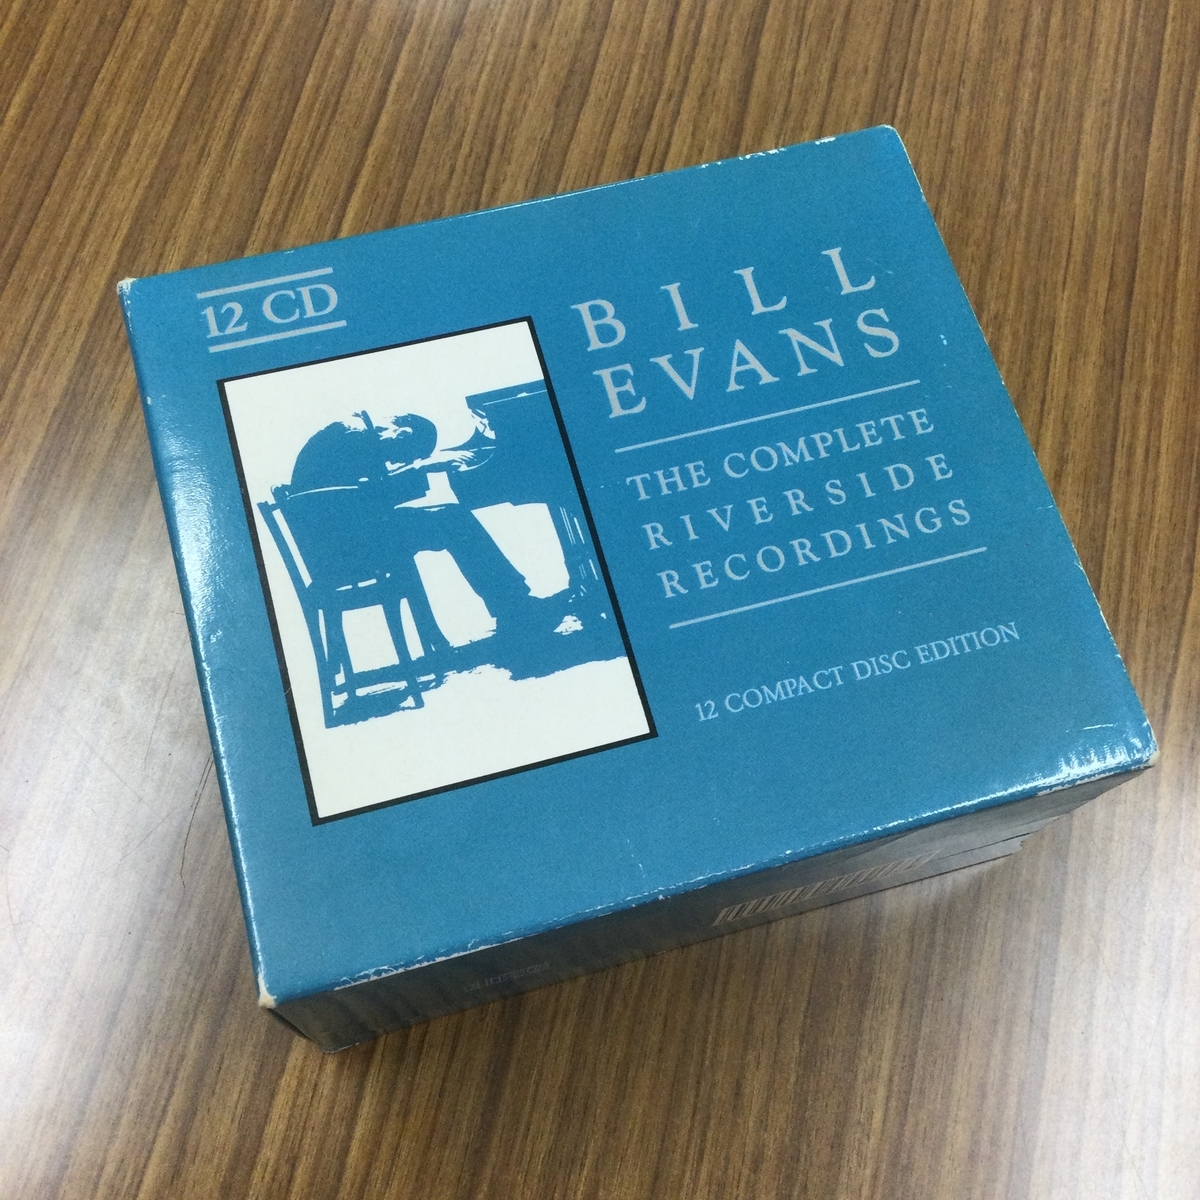 12 CD
BILL
EVANS
THE COMPLETE
RIVERSIDE
RECORDINGS
12 COMPACT DISC EDITION